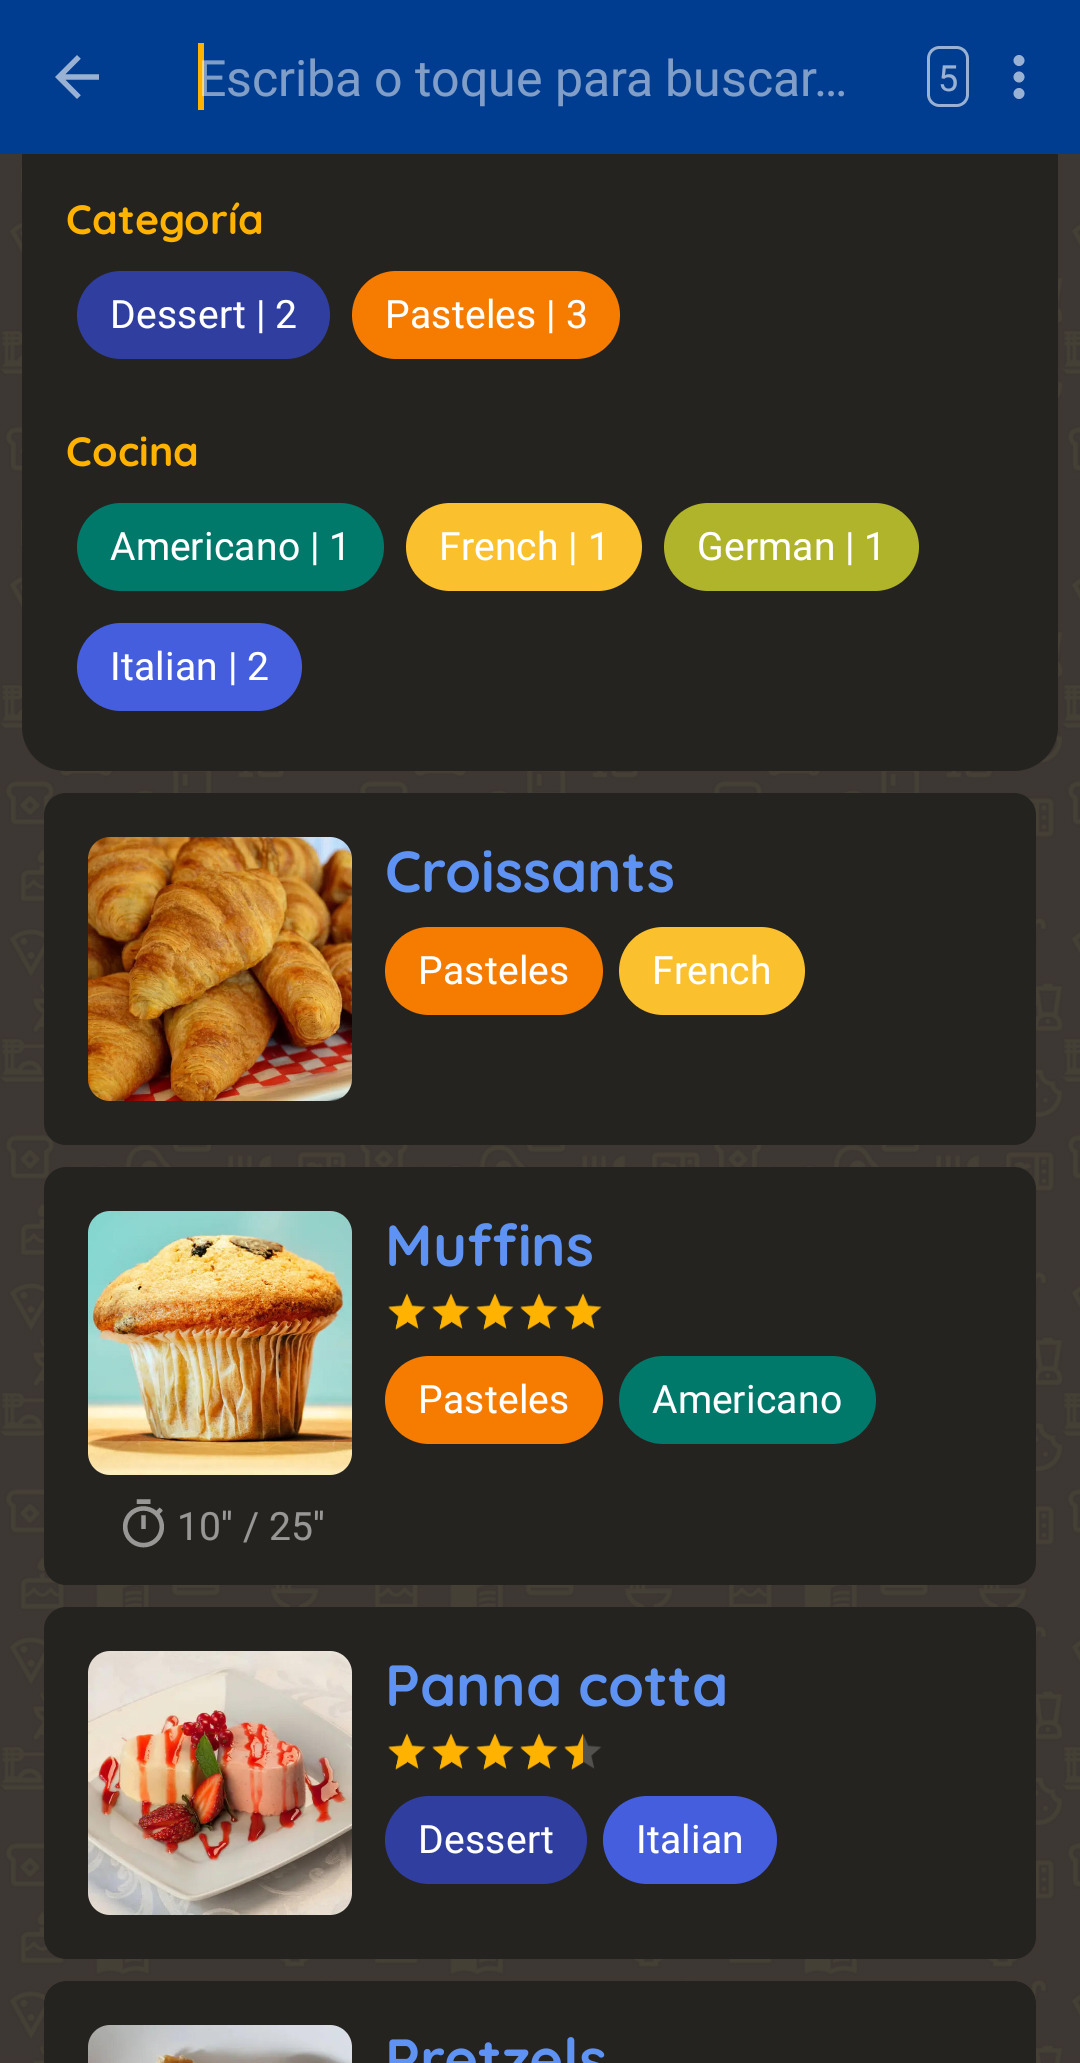 Escriba o toque para buscar... 5
Categoría
Dessert | 2 Pasteles | 3
Cocina
Americano | 1 French | 1 German | 1
Italian | 2
Croissants
Pasteles French
Muffins
Pasteles Americano
10" / 25"
Panna cotta
Dessert Italian
Pretzels